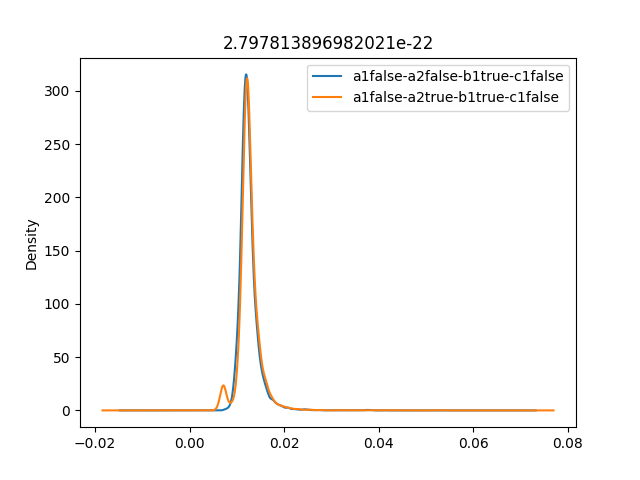 2.797813896982021e-22
a1false-a2false-b1true-c1false
a1false-a2true-b1true-c1false
Density
300
250
200
150
100
50
0
−0.02 0.00 0.02 0.04 0.06 0.08